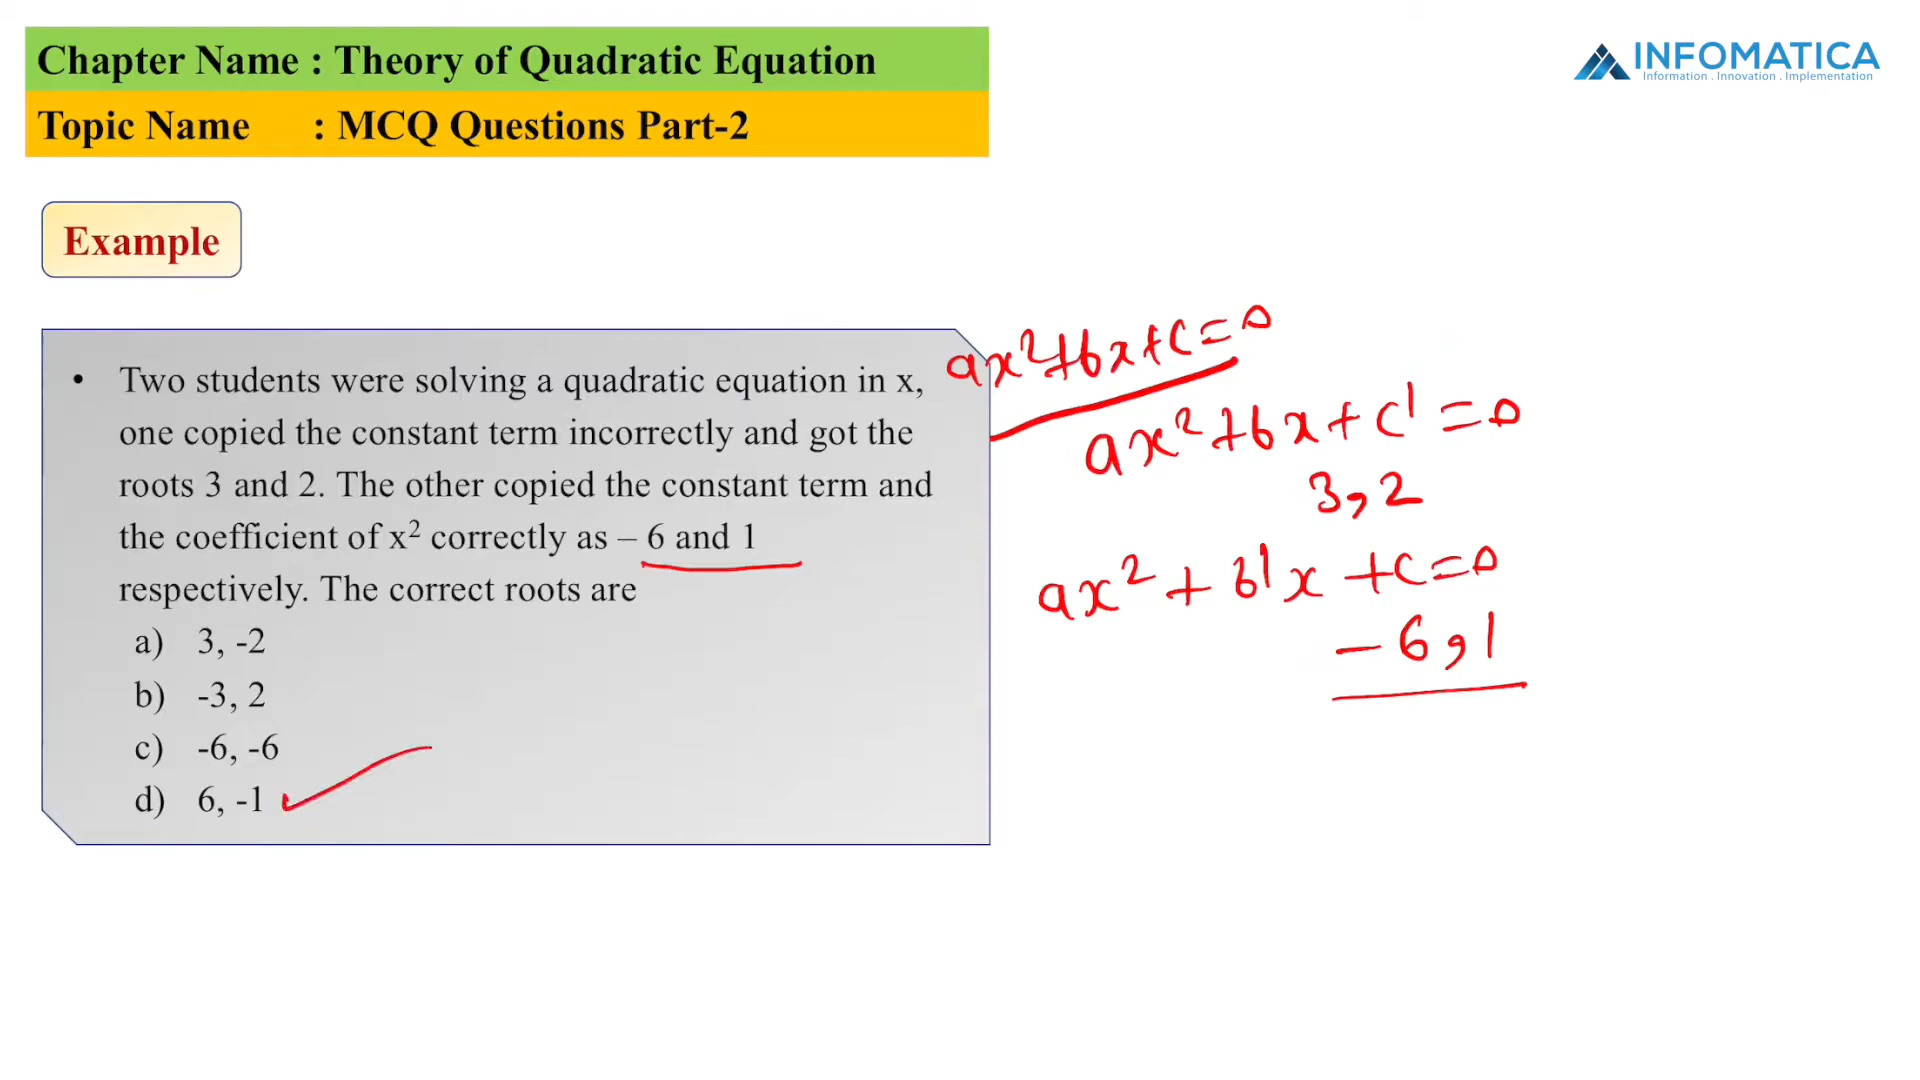 Chapter Name : Theory of Quadratic Equation
Topic Name : MCQ Questions Part-2
INFOMATICA
Information . Innovation . Implementation
Example
• Two students were solving a quadratic equation in x,
one copied the constant term incorrectly and got the
roots 3 and 2. The other copied the constant term and
the coefficient of x² correctly as – 6 and 1
respectively. The correct roots are
a) 3, -2
b) -3, 2
c) -6, -6
d) 6, -1
ax²+bx+c=0
ax²+bx+c'=0
3,2
ax²+b'x+c=0
-6,1